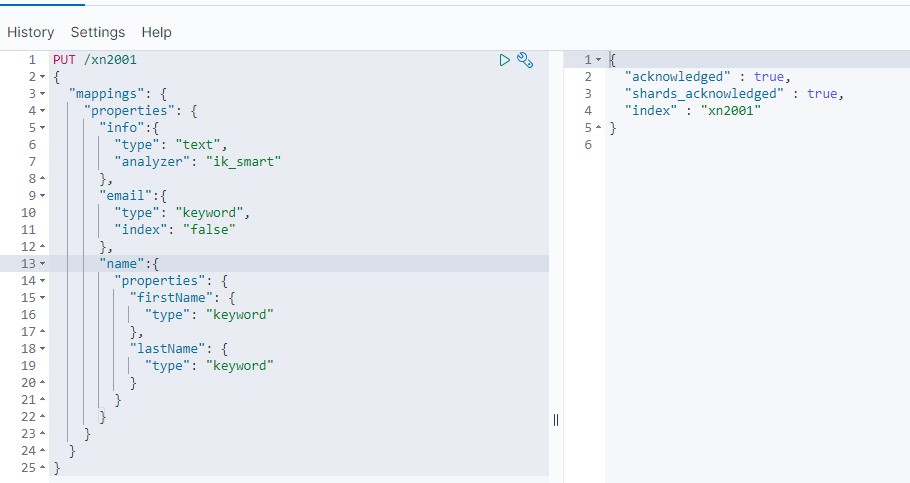 History Settings Help
1 PUT /xn2001
2 {
3 "mappings": {
4 "properties": {
5 "info":{
6 "type": "text",
7 "analyzer": "ik_smart"
8 },
9 "email":{
10 "type": "keyword",
11 "index": "false"
12 },
13 "name":{
14 "properties": {
15 "firstName": {
16 "type": "keyword"
17 },
18 "lastName": {
19 "type": "keyword"
20 }
21 }
22 }
23 }
24 }
25 }
1 {
2 "acknowledged" : true,
3 "shards_acknowledged" : true,
4 "index" : "xn2001"
5 }
6